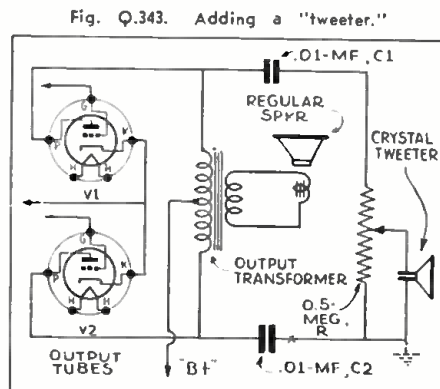 Fig. Q.343. Adding a "tweeter."
.01-MF, C1
REGULAR
SPKR
CRYSTAL
TWEETER
G
P
K
H
H
V1
G
P
K
H
H
V2
OUTPUT
TRANSFORMER
0.5-
MEG,
R
OUTPUT
TUBES
"B+"
.01-MF, C2